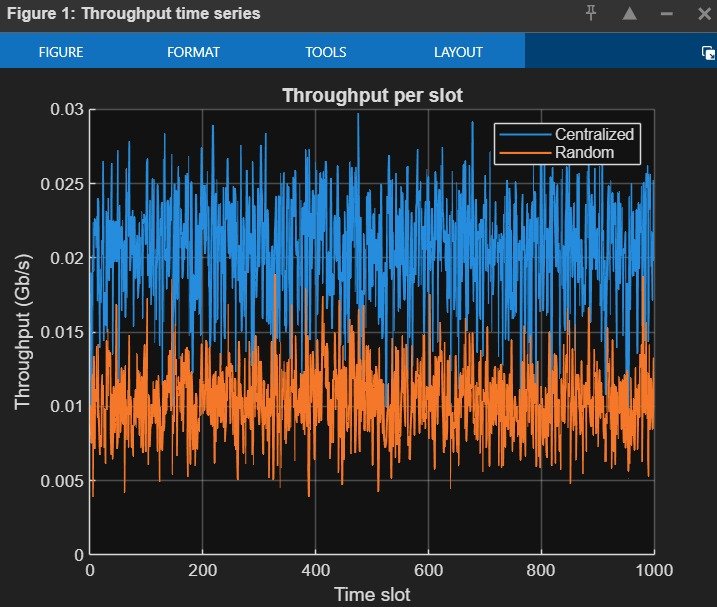 Figure 1: Throughput time series
FIGURE FORMAT TOOLS LAYOUT
Throughput per slot
Centralized
Random
0.03
0.025
0.02
0.015
0.01
0.005
0
Throughput (Gb/s)
0 200 400 600 800 1000
Time slot